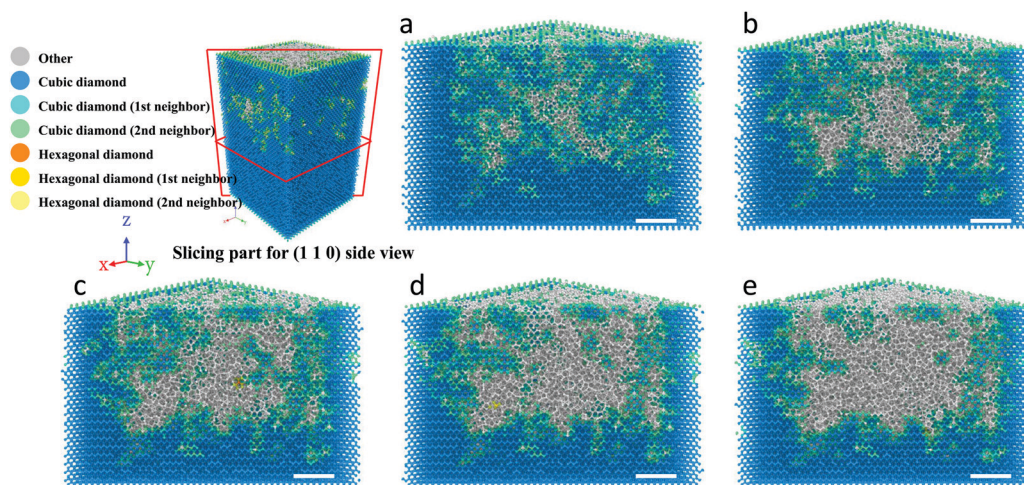 Other
Cubic diamond
Cubic diamond (1st neighbor)
Cubic diamond (2nd neighbor)
Hexagonal diamond
Hexagonal diamond (1st neighbor)
Hexagonal diamond (2nd neighbor)
z
x
y
Slicing part for (1 1 0) side view
a
b
c
d
e